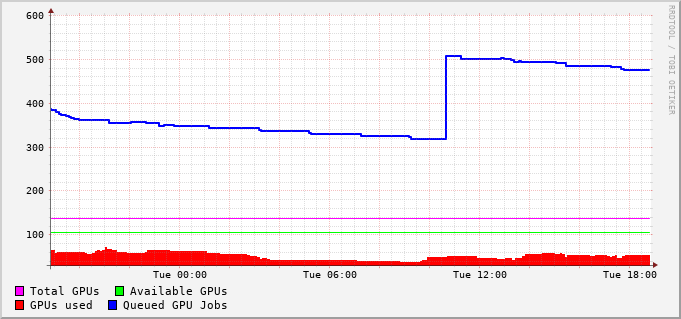 600
500
400
300
200
100
Tue 00:00 Tue 06:00 Tue 12:00 Tue 18:00
Total GPUs Available GPUs
GPUs used Queued GPU Jobs
RRDTOOL / TOBI OETIKER